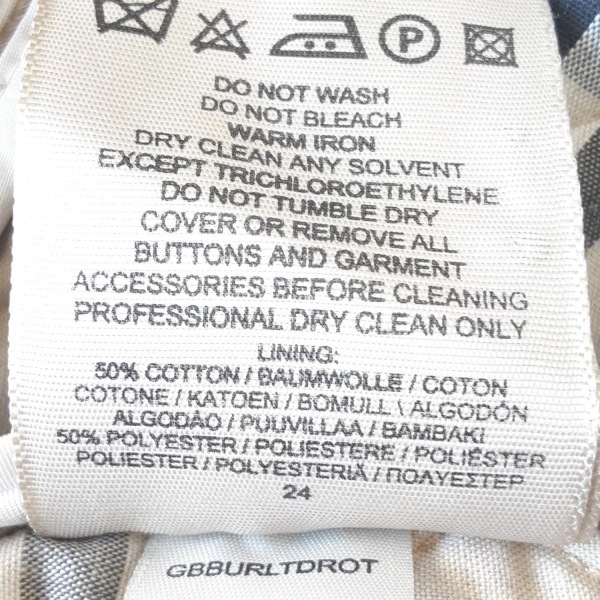 P
DO NOT WASH
DO NOT BLEACH
WARM IRON
DRY CLEAN ANY SOLVENT
EXCEPT TRICHLOROETHYLENE
DO NOT TUMBLE DRY
COVER OR REMOVE ALL
BUTTONS AND GARMENT
ACCESSORIES BEFORE CLEANING
PROFESSIONAL DRY CLEAN ONLY
LINING:
50% COTTON / BAUMWOLLE / COTON
COTONE / KATOEN / BOMULL \ ALGODÓN
ALGODÃO / PUUVILLAA / BAMBAKI
50% POLYESTER / POLIESTERE / POLIÉSTER
POLIESTER / POLYESTERIÄ / ΠΟΛΥΕΣΤΕΡ
24
GBBURLTDROT